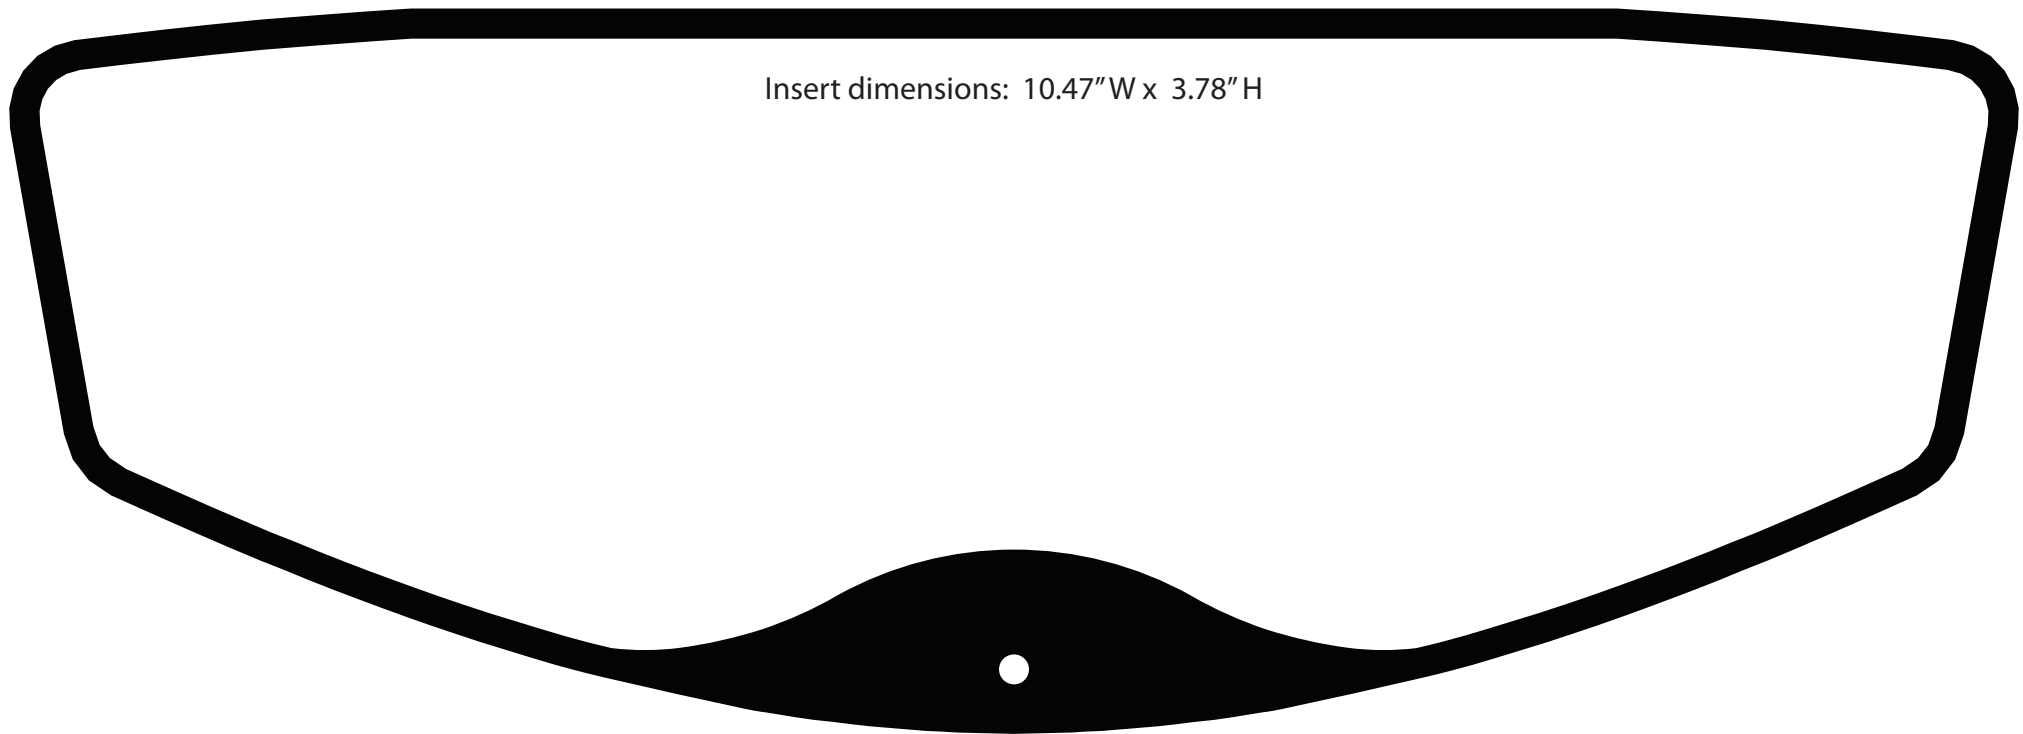 Insert dimensions:  10.47” W x  3.78” H